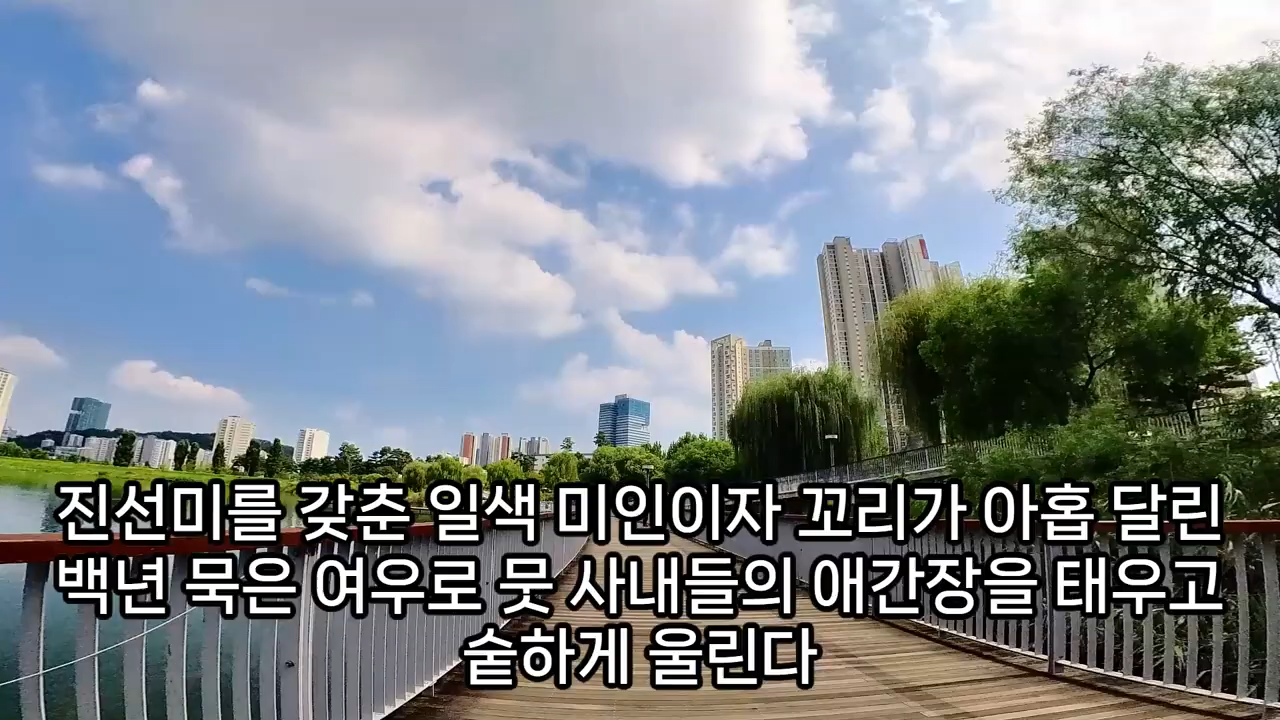 진선미를 갖춘 일색 미인이자 꼬리가 아홉 달린
백년 묵은 여우로 뭇 사내들의 애간장을 태우고
숱하게 울린다